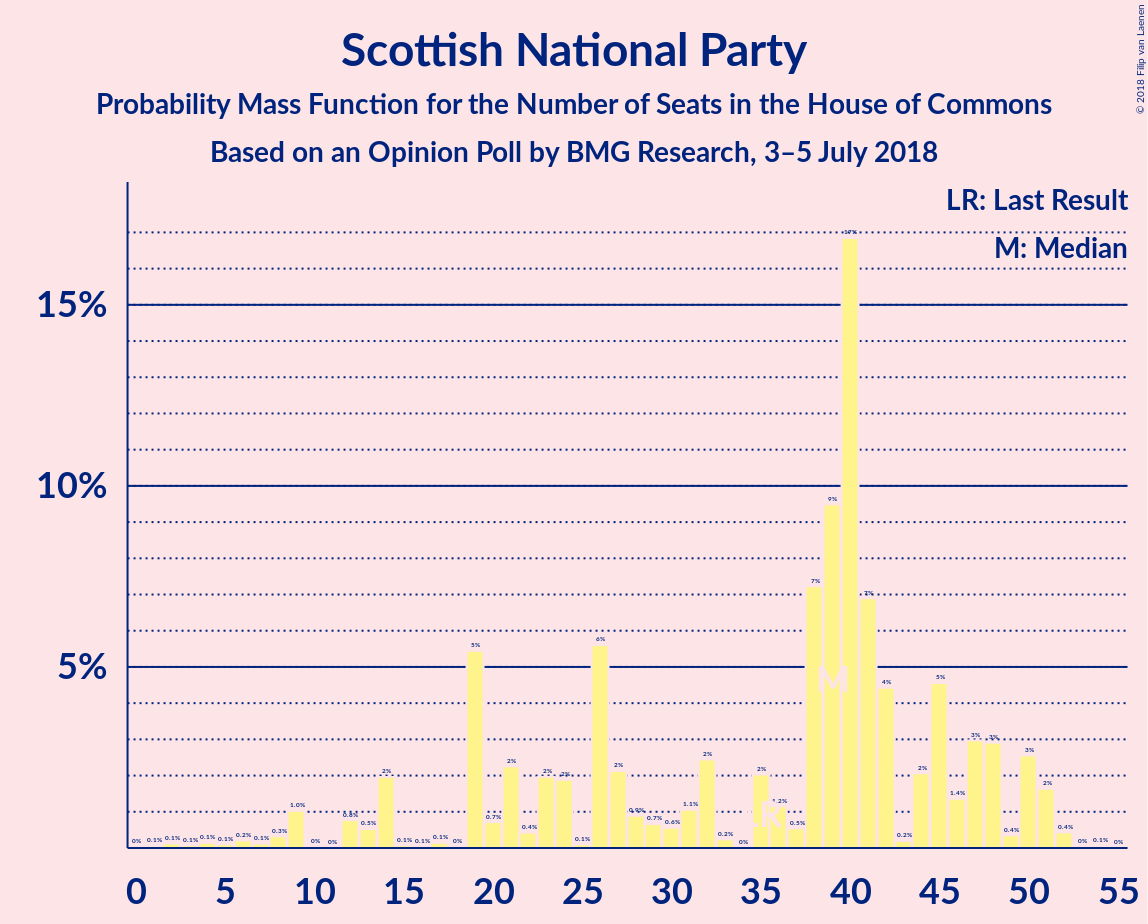 Scottish National Party
Probability Mass Function for the Number of Seats in the House of Commons
Based on an Opinion Poll by BMG Research, 3–5 July 2018
© 2018 Filip van Laenen
LR: Last Result
M: Median
15%
10%
5%
0% 0.1% 0.1% 0.1% 0.1% 0.1% 0.2% 0.1% 0.3% 1.0% 0% 0% 0.8% 0.5% 2% 0.1% 0.1% 0.1% 0% 5% 0.7% 2% 0.4% 2% 2% 0.1% 6% 2% 0.9% 0.7% 0.6% 1.1% 2% 0.2% 0% 2% 1.2% 0.5% 7% 9% 17% 7% 4% 0.2% 2% 5% 1.4% 3% 3% 0.4% 3% 2% 0.4% 0% 0.1% 0%
M
LR
0 5 10 15 20 25 30 35 40 45 50 55